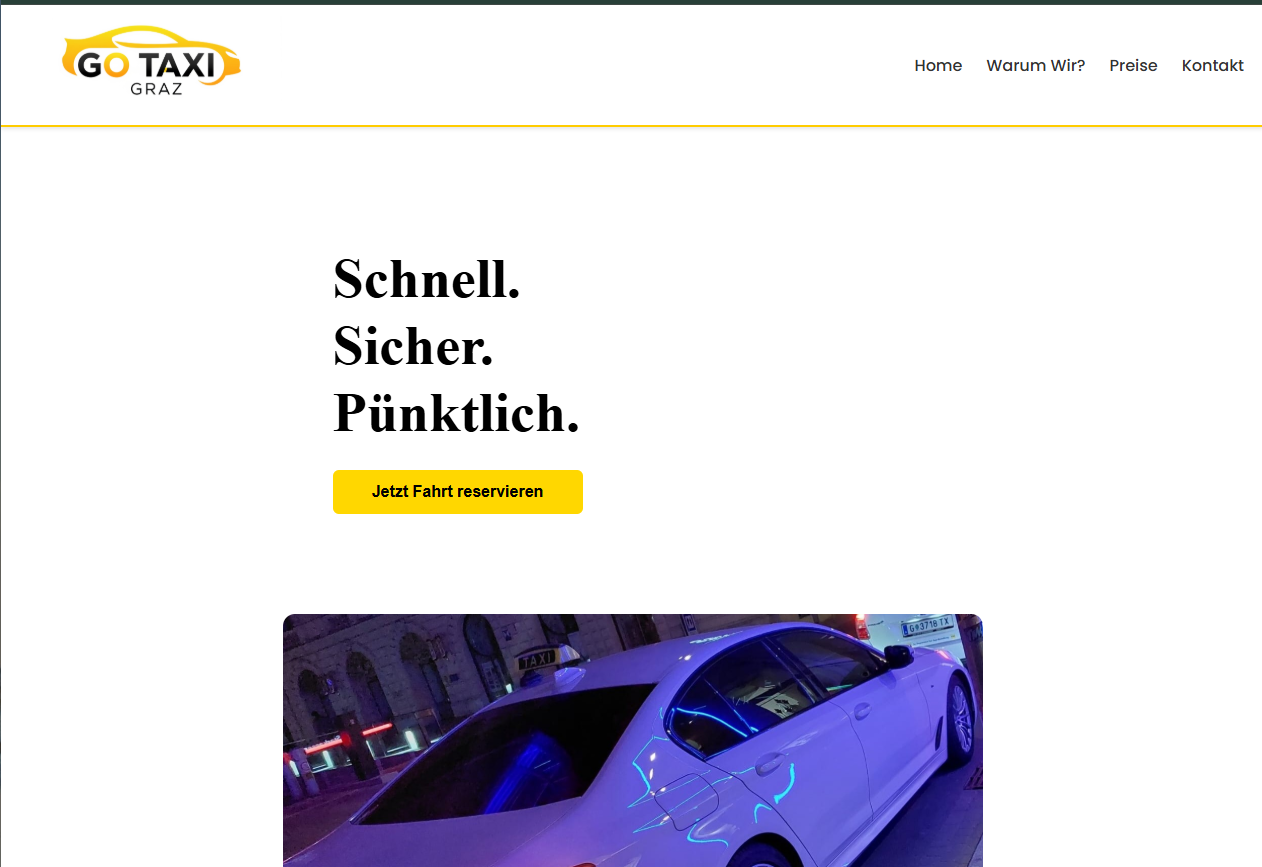 GO TAXI
GRAZ
Home Warum Wir? Preise Kontakt
Schnell.
Sicher.
Pünktlich.
Jetzt Fahrt reservieren
TAXI
G 3718 TX